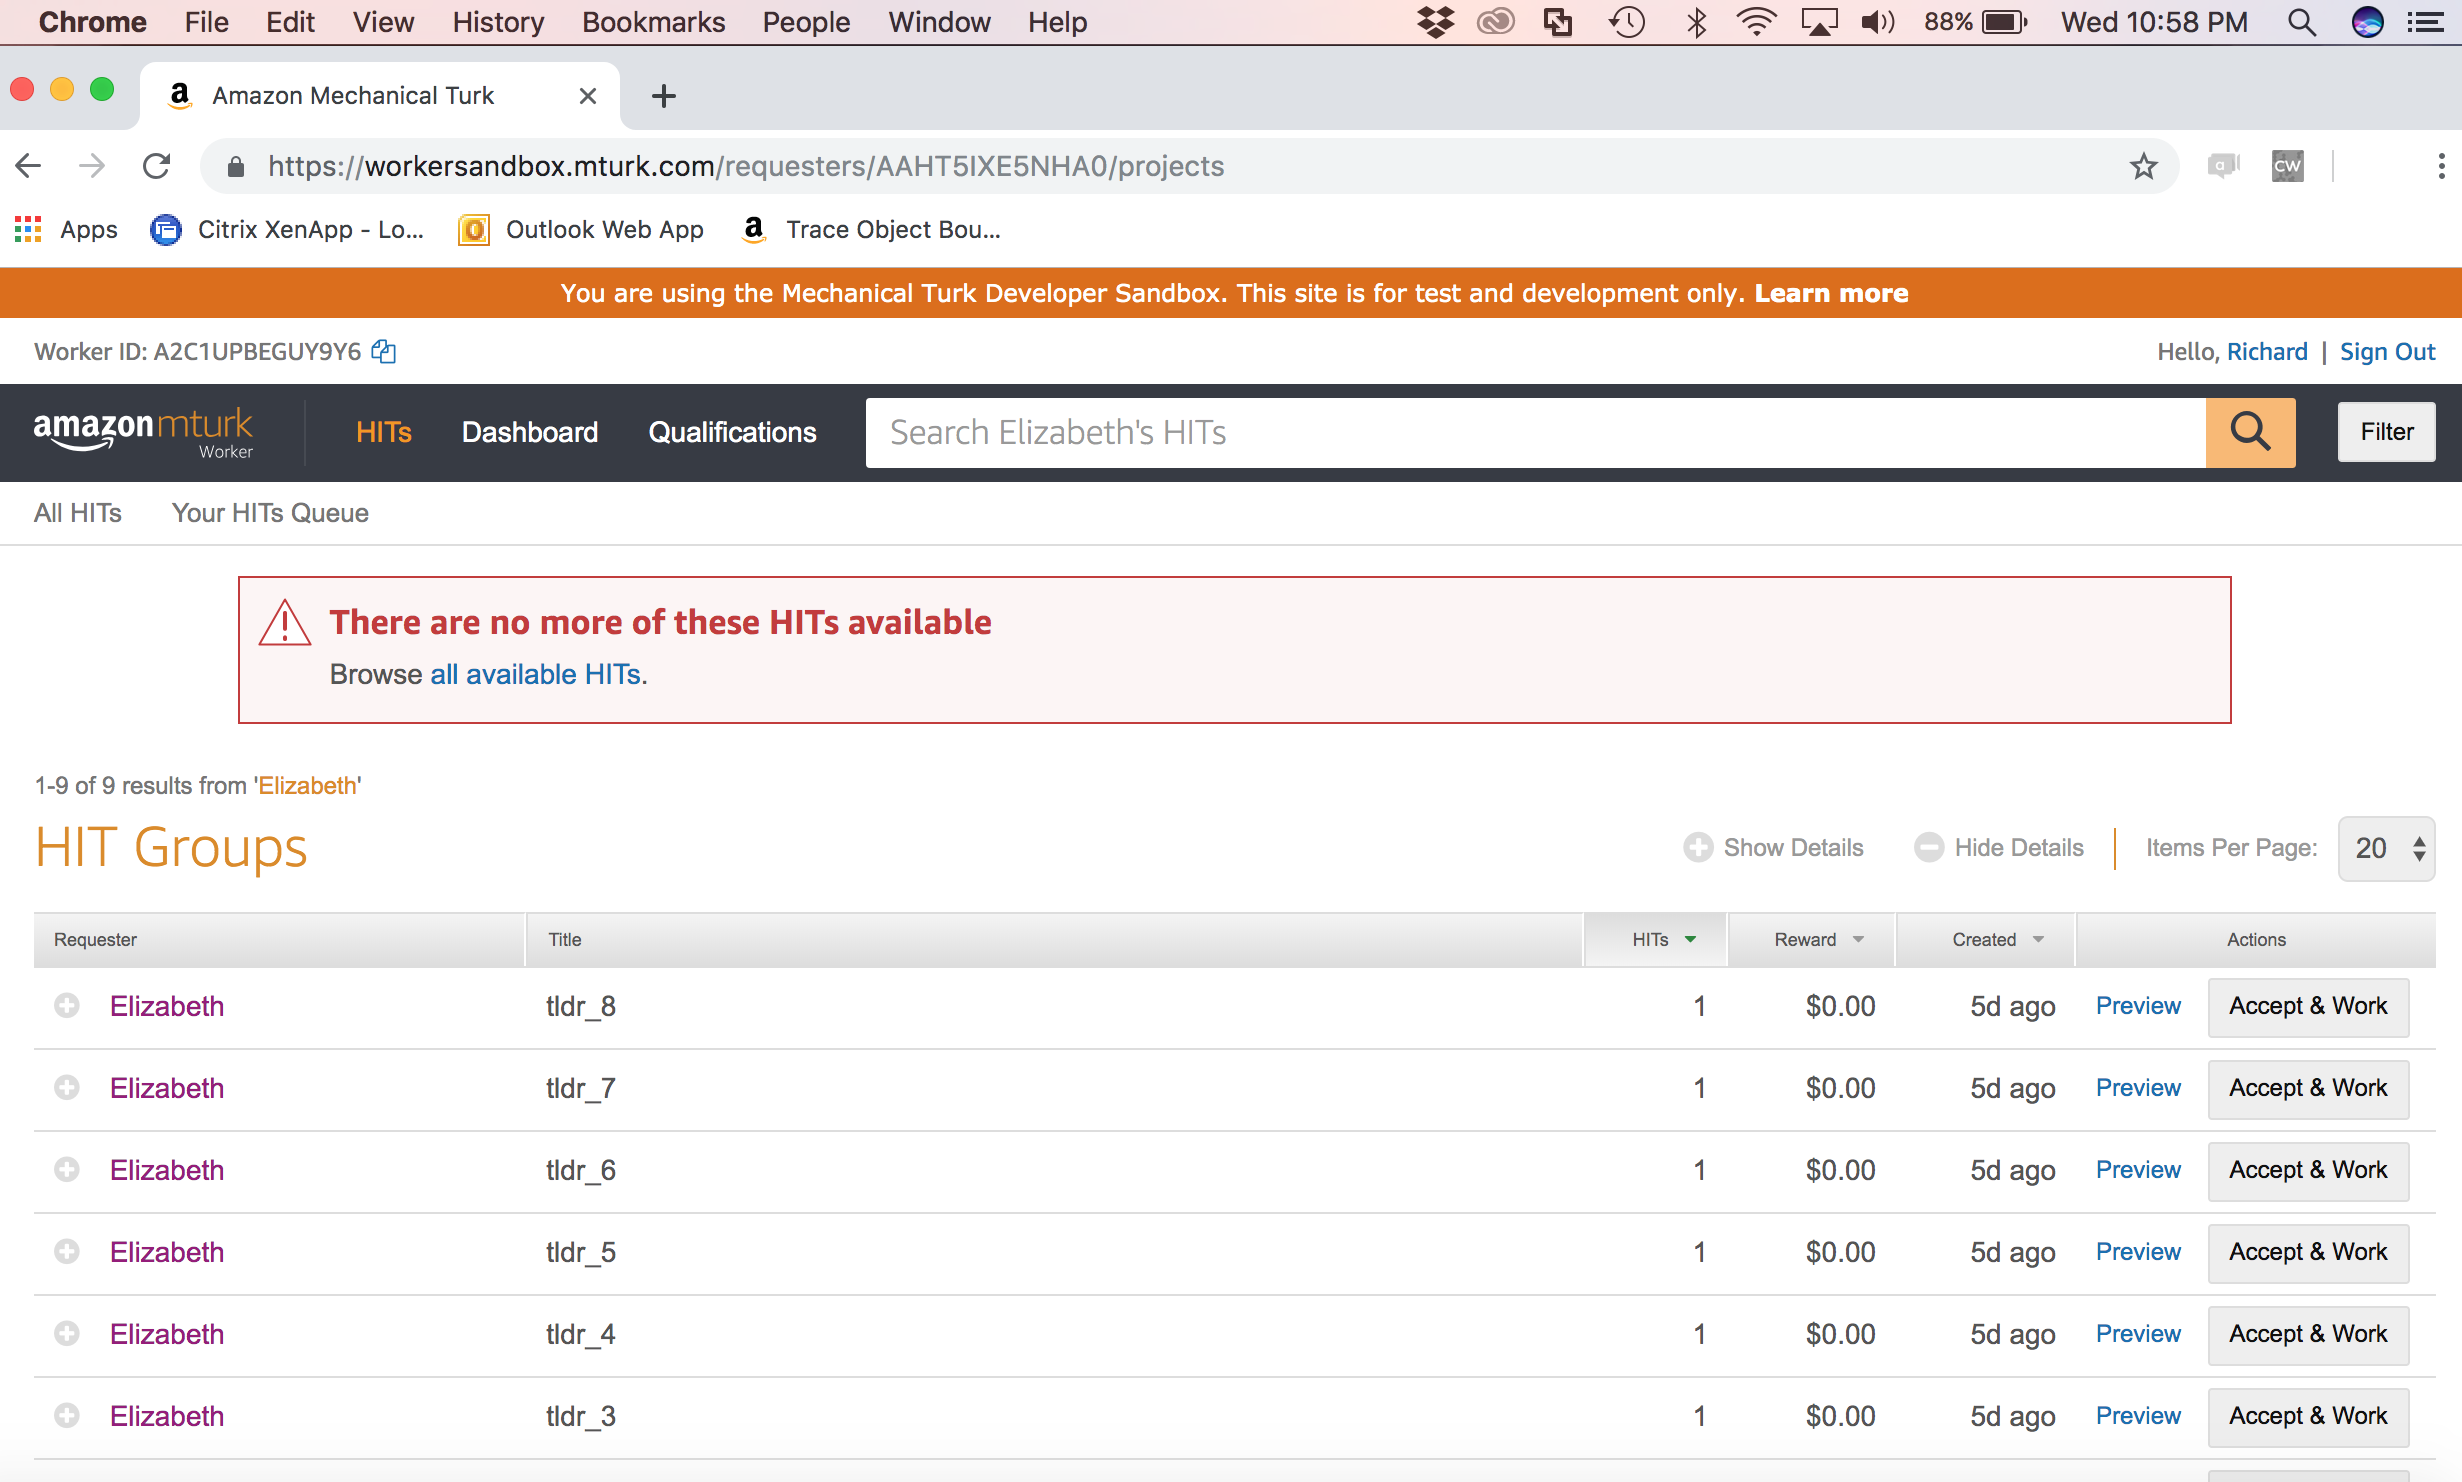 Chrome File Edit View History Bookmarks People Window Help 88% Wed 10:58 PM
a Amazon Mechanical Turk
https://workersandbox.mturk.com/requesters/AAHT5IXE5NHA0/projects a CW
Apps Citrix XenApp - Lo... Outlook Web App a Trace Object Bou...
You are using the Mechanical Turk Developer Sandbox. This site is for test and development only. Learn more
Worker ID: A2C1UPBEGUY9Y6 Hello, Richard | Sign Out
amazon mturk Worker HITs Dashboard Qualifications Search Elizabeth's HITs Filter
All HITs Your HITs Queue
There are no more of these HITs available
Browse all available HITs.
1-9 of 9 results from 'Elizabeth'
HIT Groups Show Details Hide Details Items Per Page: 20
Requester Title HITs Reward Created Actions
Elizabeth tldr_8 1 $0.00 5d ago Preview Accept & Work
Elizabeth tldr_7 1 $0.00 5d ago Preview Accept & Work
Elizabeth tldr_6 1 $0.00 5d ago Preview Accept & Work
Elizabeth tldr_5 1 $0.00 5d ago Preview Accept & Work
Elizabeth tldr_4 1 $0.00 5d ago Preview Accept & Work
Elizabeth tldr_3 1 $0.00 5d ago Preview Accept & Work